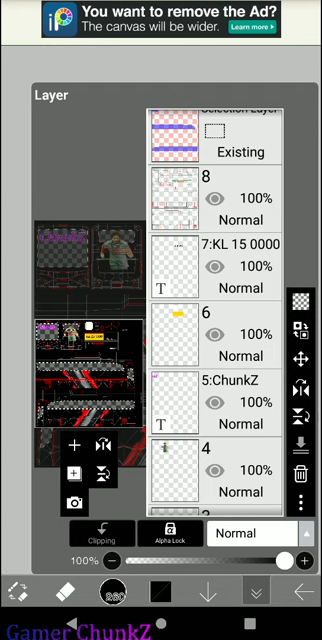 You want to remove the Ad?
The canvas will be wider.
Learn more ►
iP
Layer
Selection Layer
Existing
8
100%
Normal
7:KL 15 0000
100%
T
Normal
6
100%
Normal
5:ChunkZ
100%
T
Normal
4
100%
Normal
Clipping
Alpha Lock
Normal
100%
260
Gamer ChunkZ